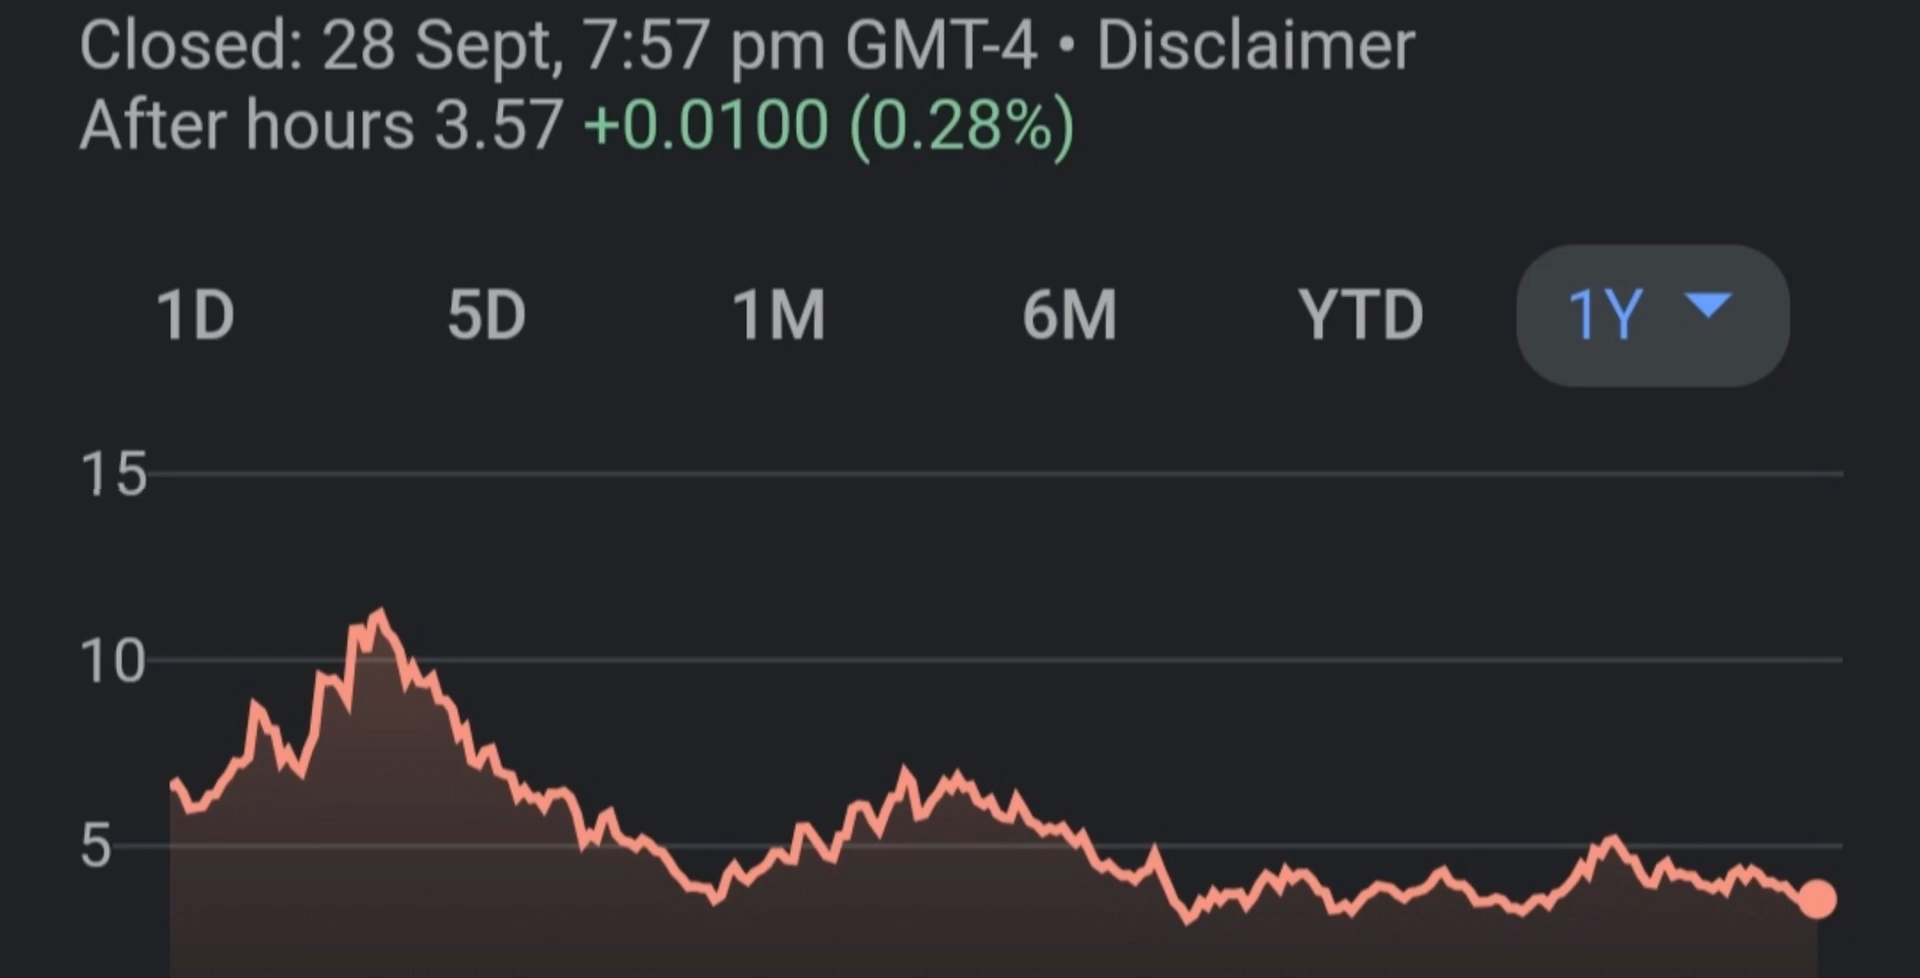 Closed: 28 Sept, 7:57 pm GMT-4 • Disclaimer
After hours 3.57 +0.0100 (0.28%)
1D 5D 1M 6M YTD 1Y
15
10
5